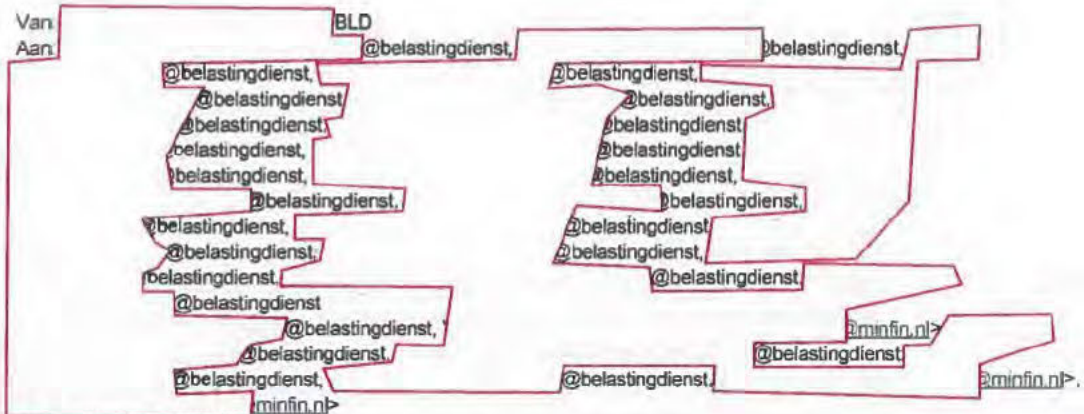 Van: BLD
Aan: @belastingdienst, @belastingdienst,
@belastingdienst, @belastingdienst,
@belastingdienst @belastingdienst,
@belastingdienst, @belastingdienst
@belastingdienst, @belastingdienst
@belastingdienst, @belastingdienst,
@belastingdienst, @belastingdienst,
@belastingdienst, @belastingdienst
@belastingdienst, @belastingdienst,
@belastingdienst, @belastingdienst,
@belastingdienst
@belastingdienst, ' @minfin.nl>
@belastingdienst, @belastingdienst
@belastingdienst, @belastingdienst, @minfin.nl>,
@minfin.nl>